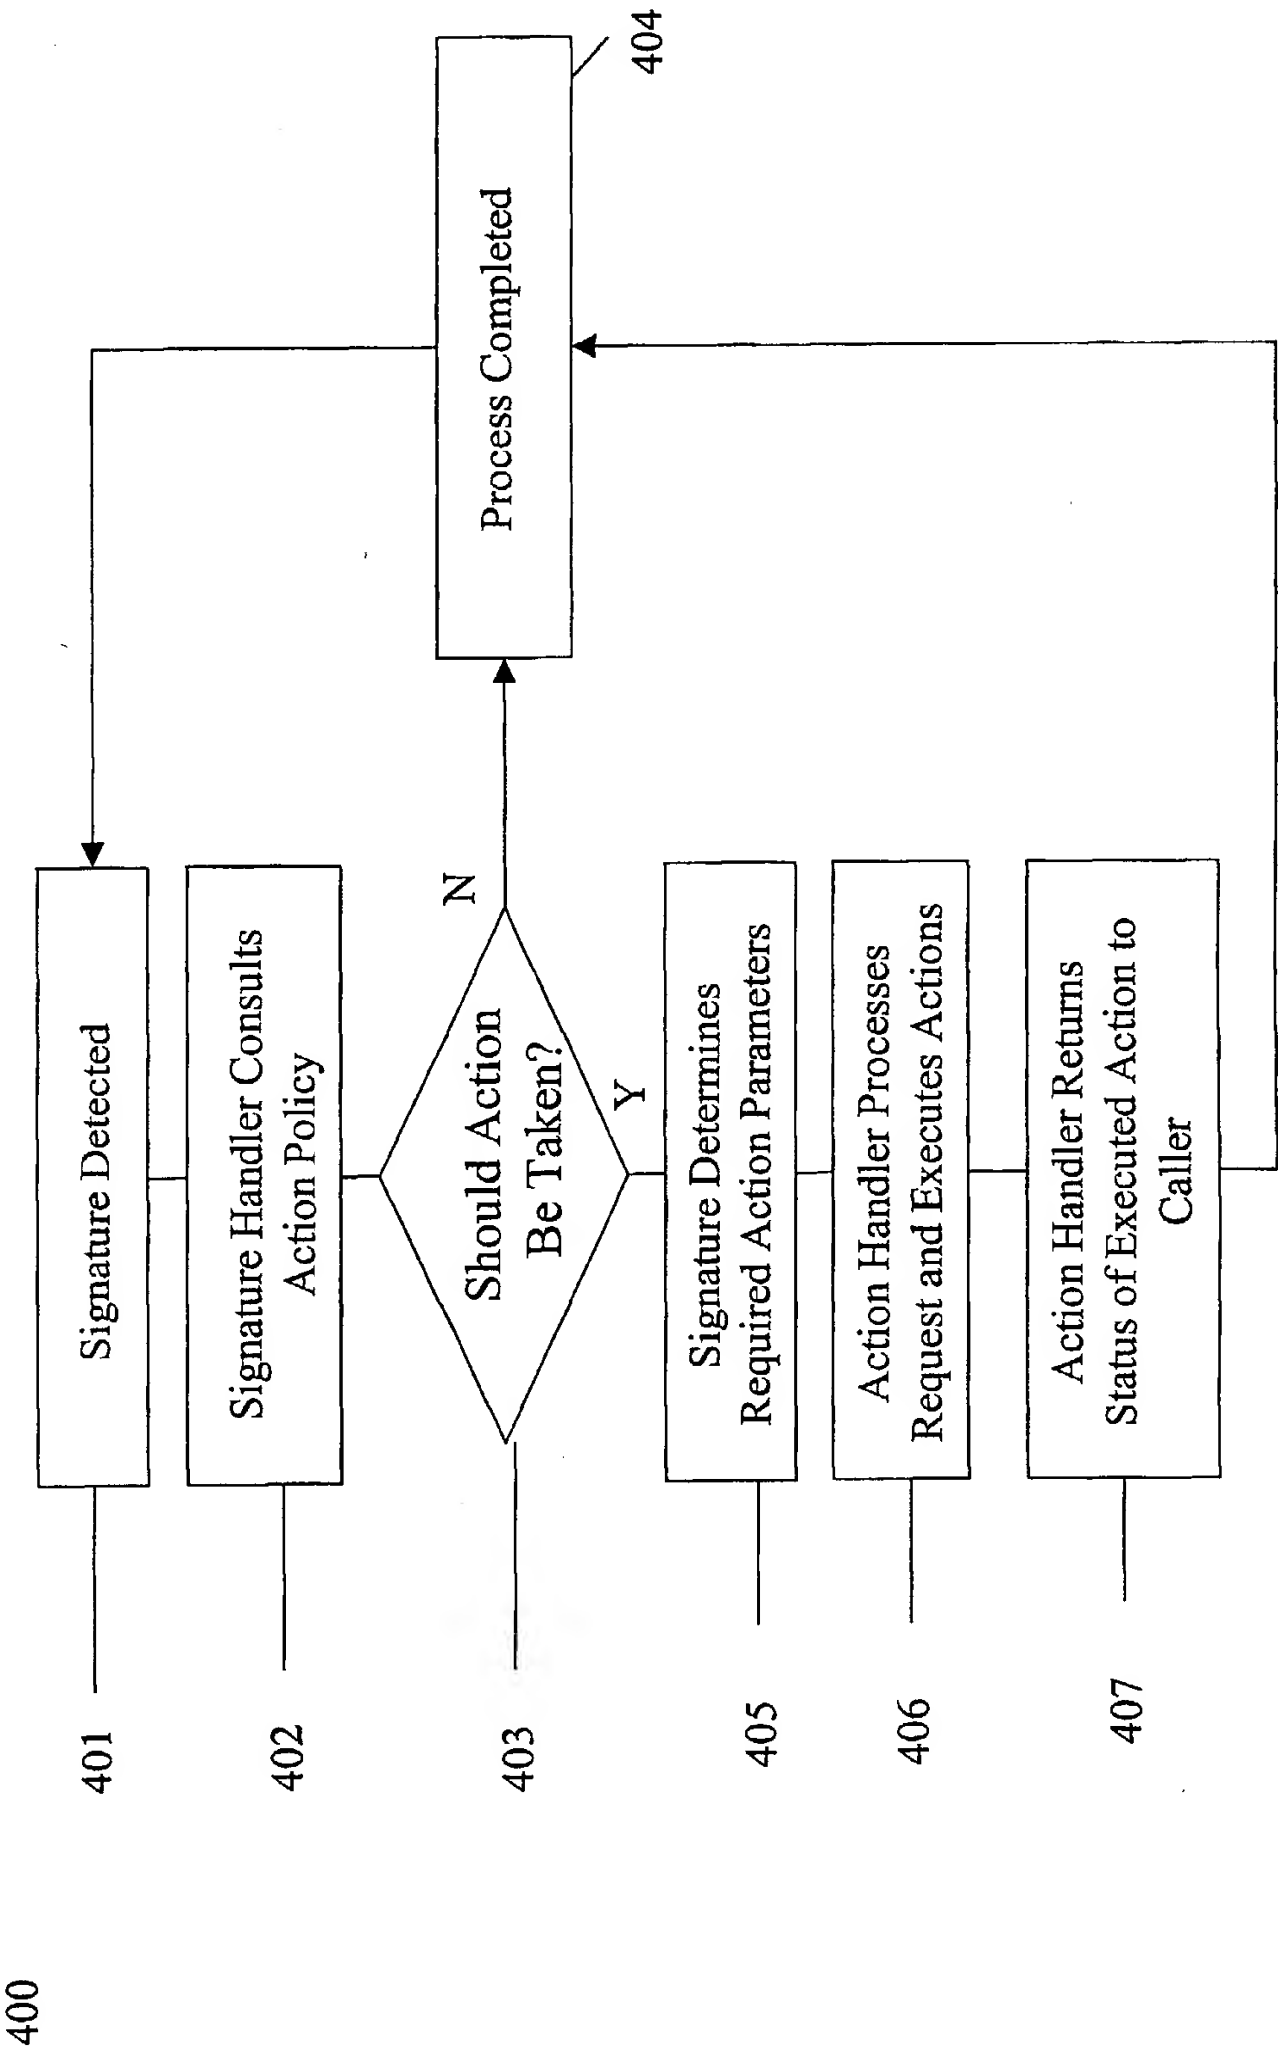 400
401
Signature Detected
402
Signature Handler Consults
Action Policy
403
Should Action
Be Taken?
N
Y
Process Completed
404
405
Signature Determines
Required Action Parameters
406
Action Handler Processes
Request and Executes Actions
407
Action Handler Returns
Status of Executed Action to
Caller